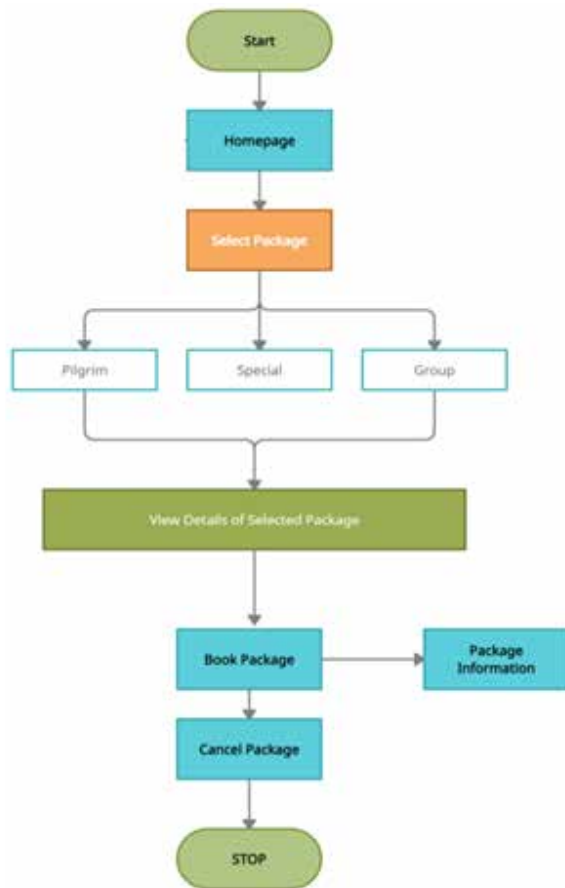 Start
Homepage
Select Package
Pilgrim
Special
Group
View Details of Selected Package
Book Package
Package
Information
Cancel Package
STOP